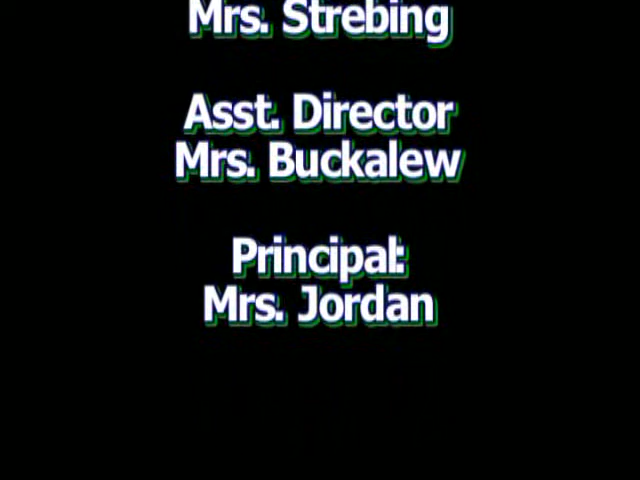 Mrs. Strebing
Asst. Director
Mrs. Buckalew
Principal:
Mrs. Jordan